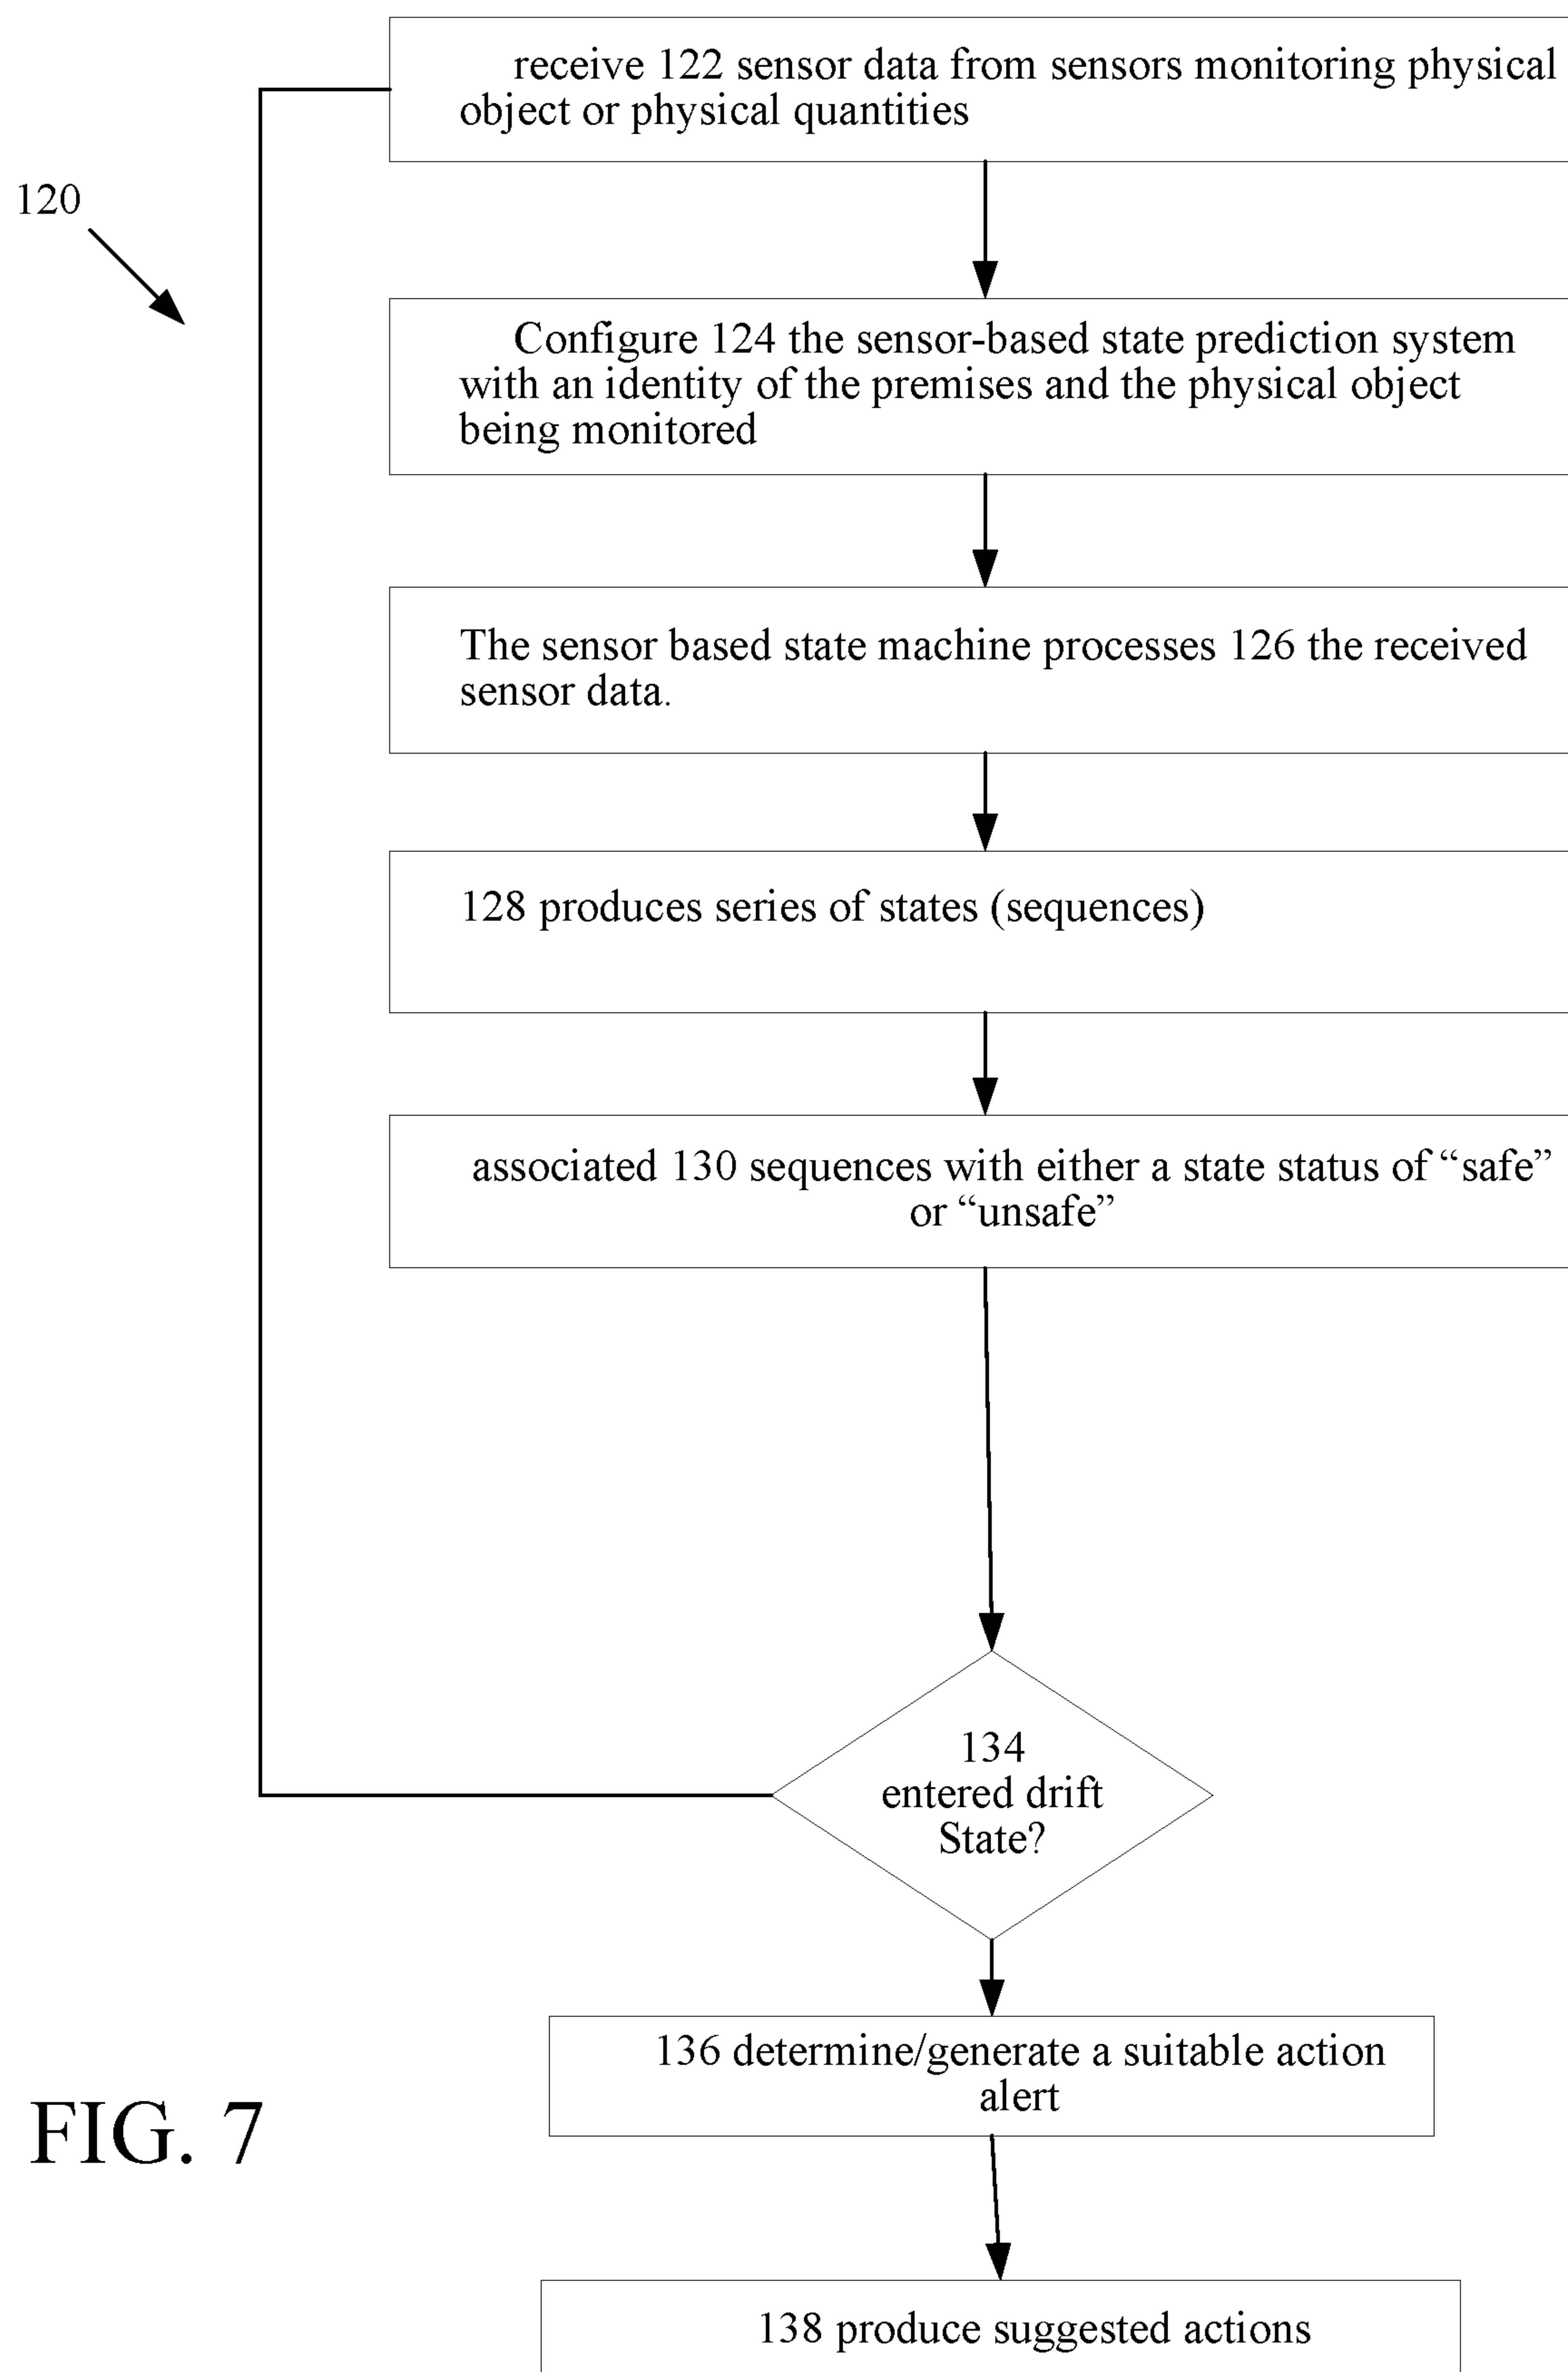 receive 122 sensor data from sensors monitoring physical
object or physical quantities
120
Configure 124 the sensor-based state prediction system
with an identity of the premises and the physical object
being monitored
The sensor based state machine processes 126 the received
sensor data.
128 produces series of states (sequences)
associated 130 sequences with either a state status of “safe”
or “unsafe”
134
entered drift
State?
136 determine/generate a suitable action
alert
FIG. 7
138 produce suggested actions